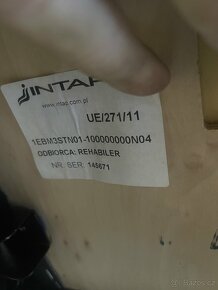 INTAP
www.intap.com.pl
UE/271/11
1EBM3STN01-100000000N04
ODBIORCA: REHABILER
NR. SER. 145671